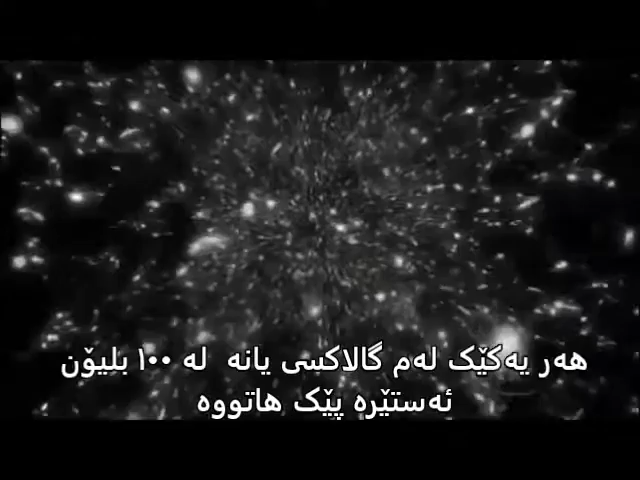 هەر یەکێک لەم گالاکسی یانە لە ١٠٠ بلیۆن
ئەستێرە پێک هاتووە